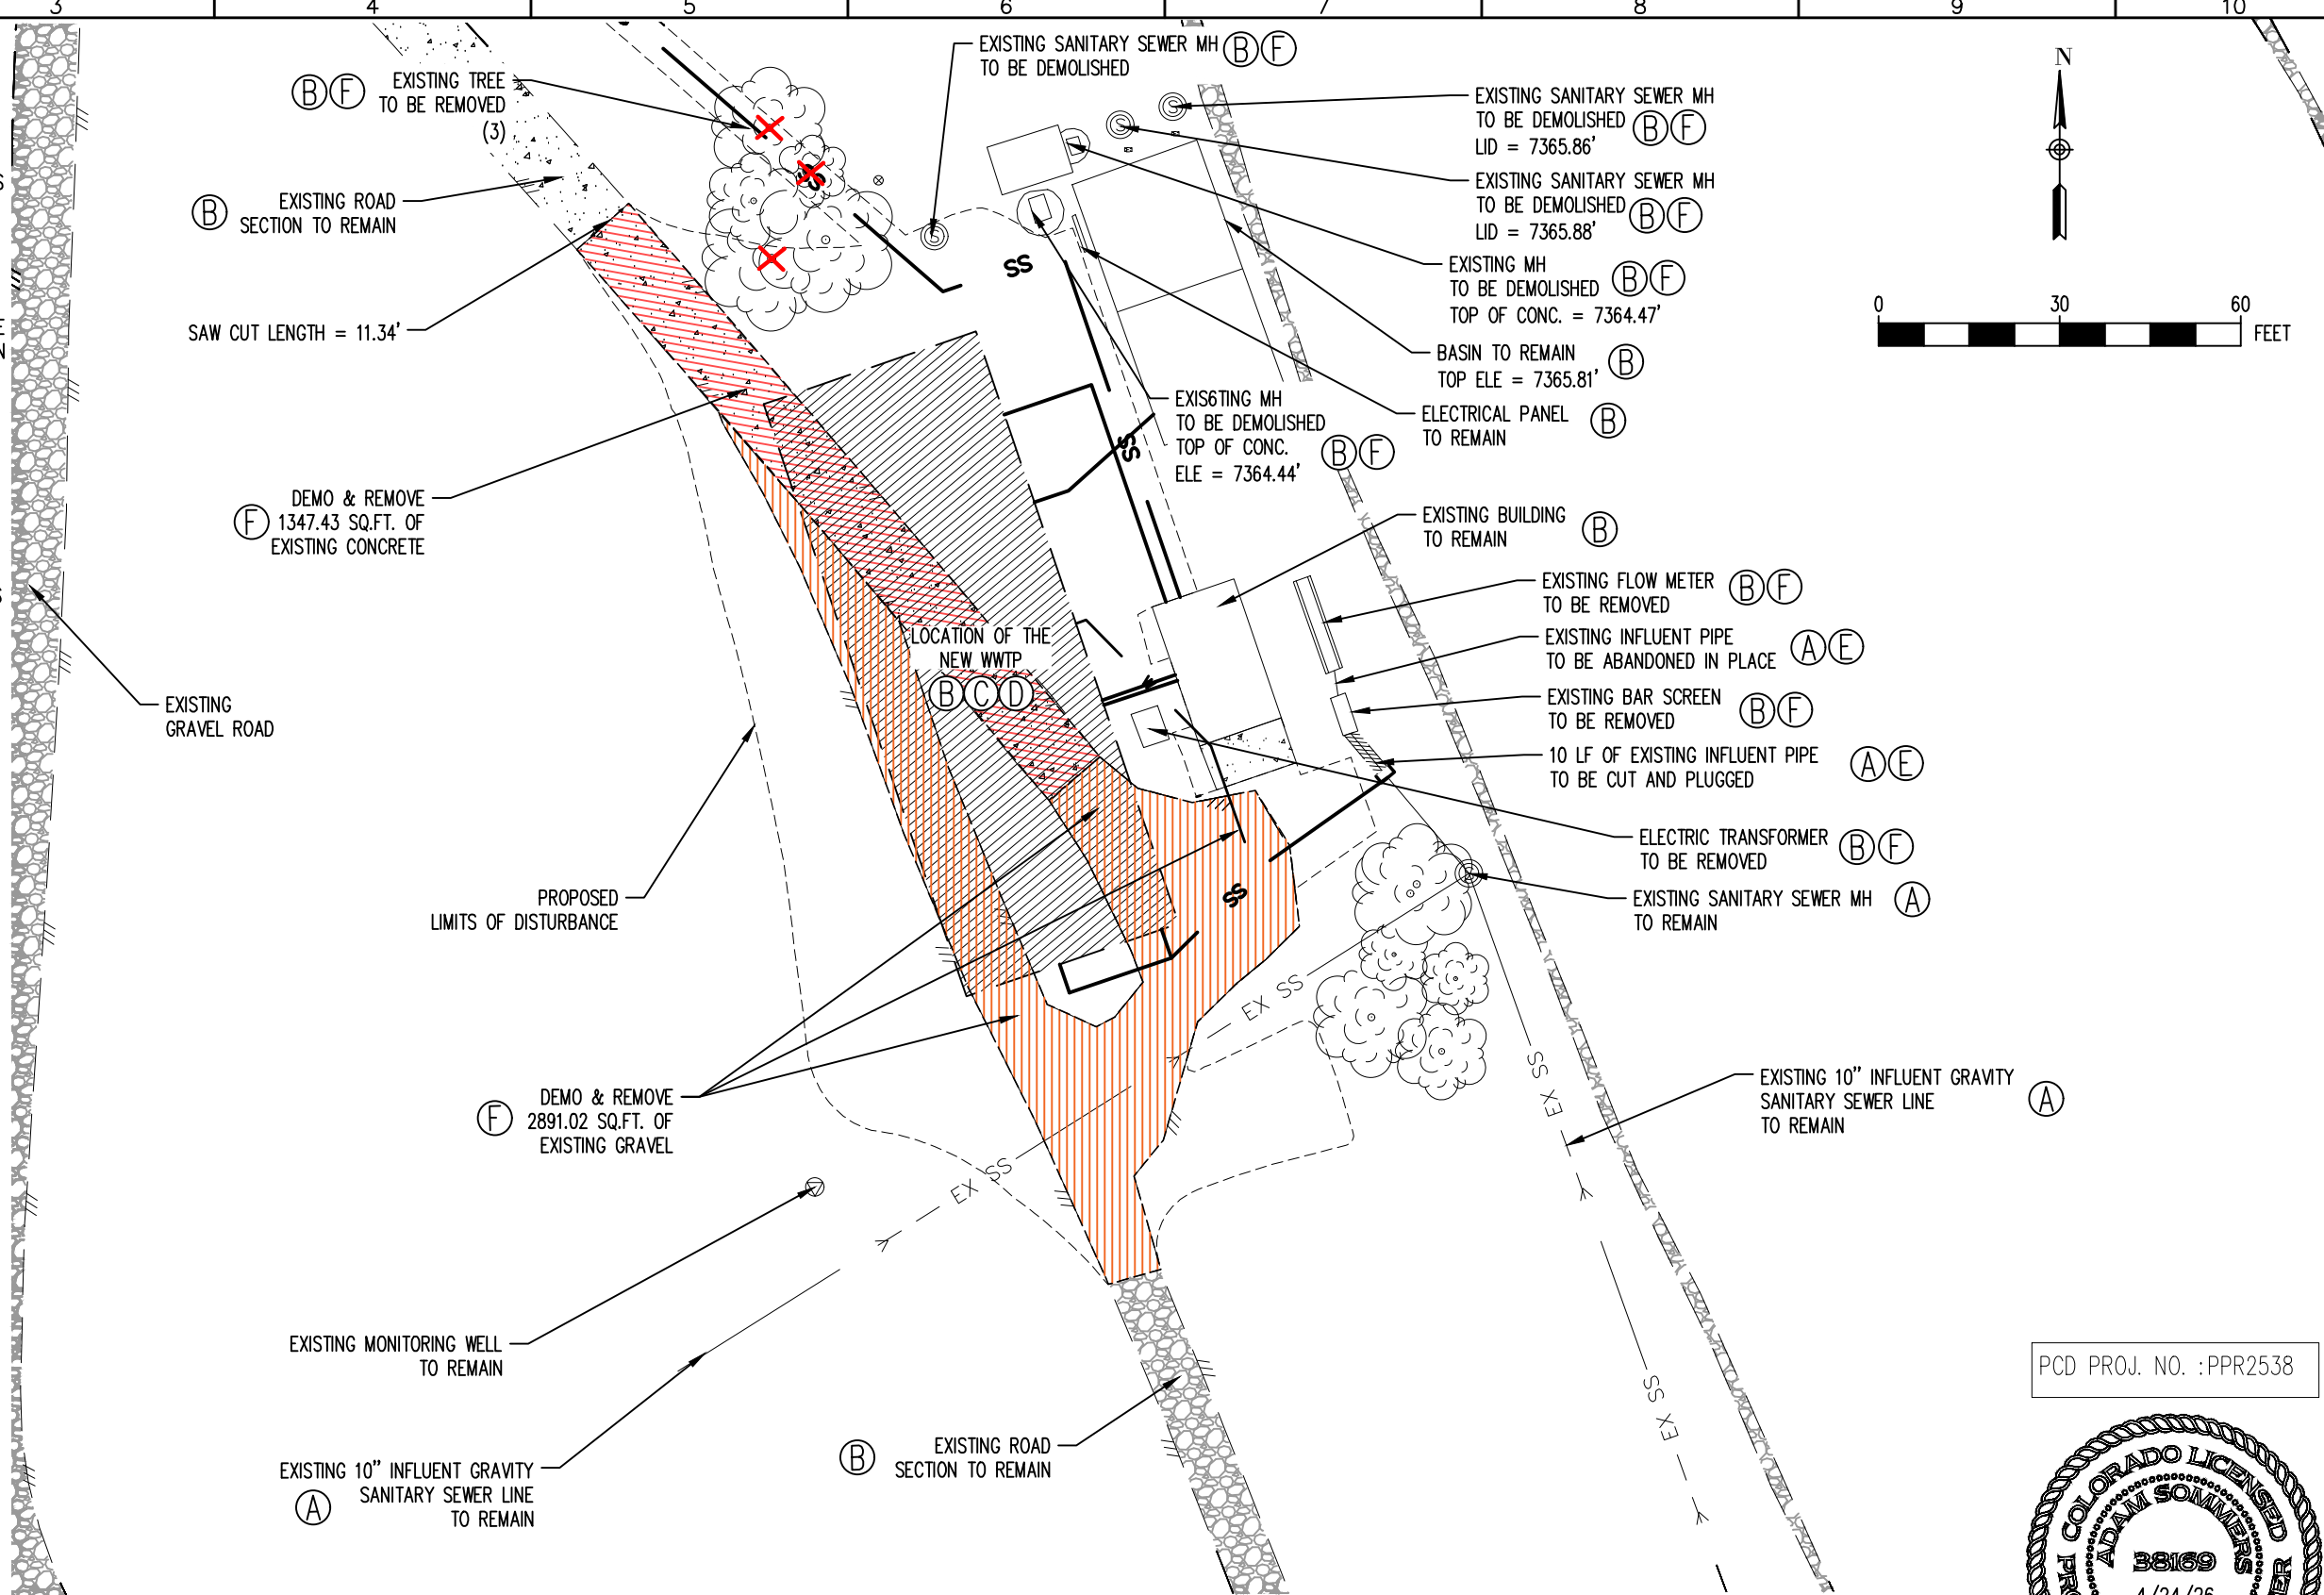 3
4
5
6
7
8
9
10
EXISTING SANITARY SEWER MH
TO BE DEMOLISHED
B F
B F
EXISTING TREE
TO BE REMOVED
(3)
B
EXISTING ROAD
SECTION TO REMAIN
SAW CUT LENGTH = 11.34'
DEMO & REMOVE
F
1347.43 SQ.FT. OF
EXISTING CONCRETE
EXISTING
GRAVEL ROAD
PROPOSED
LIMITS OF DISTURBANCE
DEMO & REMOVE
F
2891.02 SQ.FT. OF
EXISTING GRAVEL
EXISTING MONITORING WELL
TO REMAIN
EXISTING 10" INFLUENT GRAVITY
A
SANITARY SEWER LINE
TO REMAIN
B
EXISTING ROAD
SECTION TO REMAIN
EXISTING SANITARY SEWER MH
TO BE DEMOLISHED
B F
LID = 7365.86'
EXISTING SANITARY SEWER MH
TO BE DEMOLISHED
B F
LID = 7365.88'
EXISTING MH
TO BE DEMOLISHED
B F
TOP OF CONC. = 7364.47'
BASIN TO REMAIN
B
TOP ELE = 7365.81'
ELECTRICAL PANEL
B
TO REMAIN
EXIS6TING MH
TO BE DEMOLISHED
TOP OF CONC.
B F
ELE = 7364.44'
EXISTING BUILDING
B
TO REMAIN
EXISTING FLOW METER
B F
TO BE REMOVED
EXISTING INFLUENT PIPE
A E
TO BE ABANDONED IN PLACE
EXISTING BAR SCREEN
B F
TO BE REMOVED
10 LF OF EXISTING INFLUENT PIPE
A E
TO BE CUT AND PLUGGED
ELECTRIC TRANSFORMER
B F
TO BE REMOVED
EXISTING SANITARY SEWER MH
A
TO REMAIN
EXISTING 10" INFLUENT GRAVITY
SANITARY SEWER LINE
A
TO REMAIN
LOCATION OF THE
NEW WWTP
B C D
SS
SS
SS
SS
EX SS
EX SS
EX SS
EX SS
N
0
30
60
FEET
PCD PROJ. NO. :PPR2538
COLORADO LICENSED
ADAM SOMMERS
38169